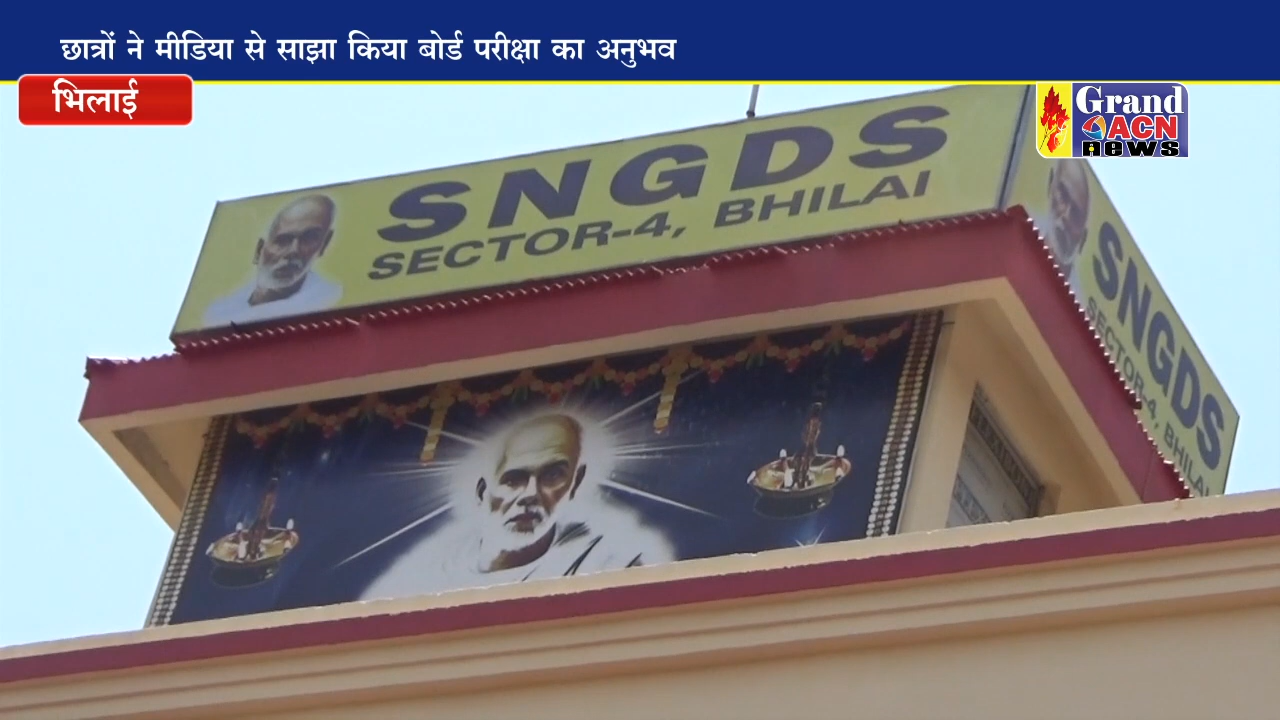 छात्रों ने मीडिया से साझा किया बोर्ड परीक्षा का अनुभव
भिलाई
Grand
ACN
news
SNGDS
SECTOR-4, BHILAI
SNGDS
SECTOR-4, BHILAI